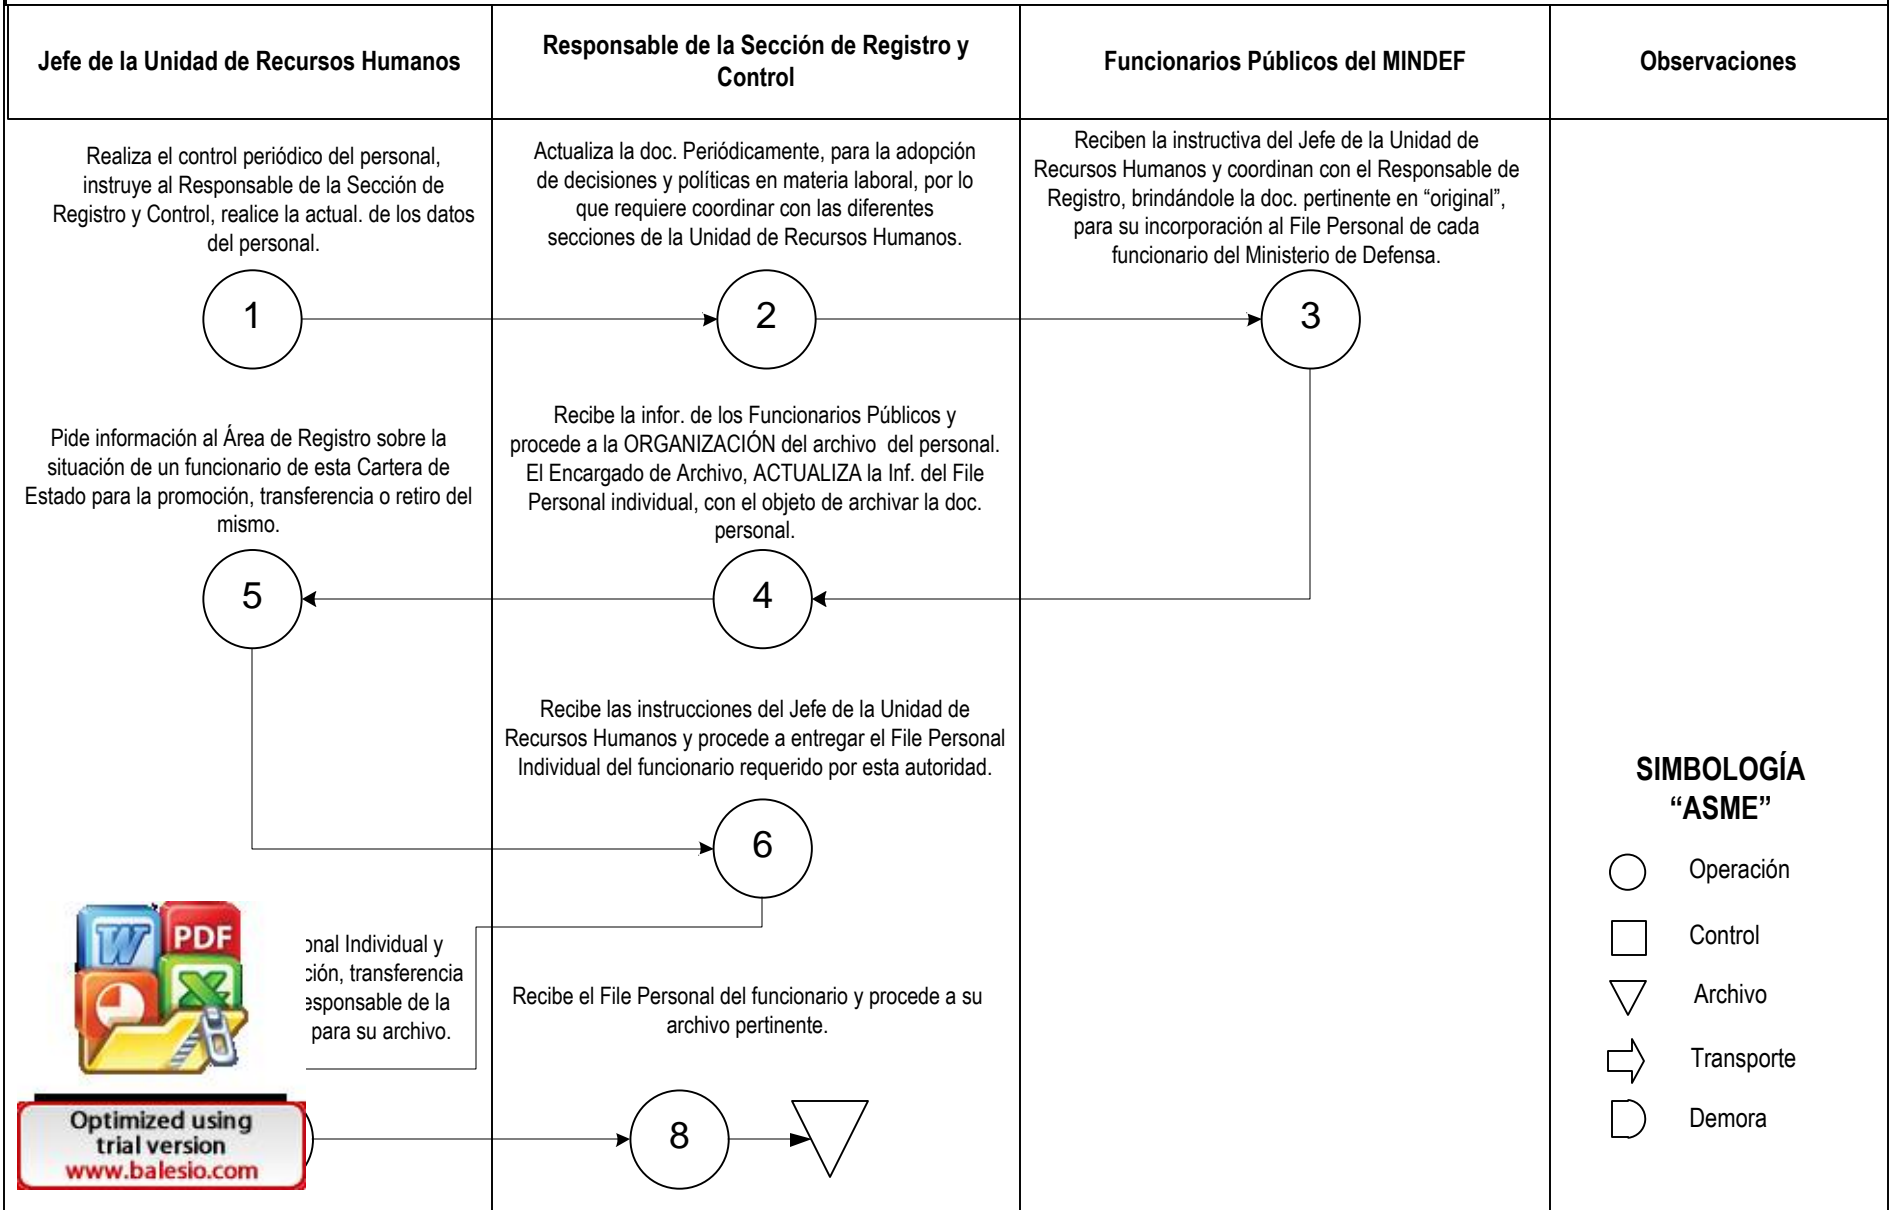 Jefe de la Unidad de Recursos Humanos
Responsable de la Sección de Registro y
Control
Funcionarios Públicos del MINDEF
Observaciones
Realiza el control periódico del personal,
instruye al Responsable de la Sección de
Registro y Control, realice la actual. de los datos
del personal.
Actualiza la doc. Periódicamente, para la adopción
de decisiones y políticas en materia laboral, por lo
que requiere coordinar con las diferentes
secciones de la Unidad de Recursos Humanos.
Reciben la instructiva del Jefe de la Unidad de
Recursos Humanos y coordinan con el Responsable de
Registro, brindándole la doc. pertinente en “original”,
para su incorporación al File Personal de cada
funcionario del Ministerio de Defensa.
1
2
3
Pide información al Área de Registro sobre la
situación de un funcionario de esta Cartera de
Estado para la promoción, transferencia o retiro del
mismo.
Recibe la infor. de los Funcionarios Públicos y
procede a la ORGANIZACIÓN del archivo del personal.
El Encargado de Archivo, ACTUALIZA la Inf. del File
Personal individual, con el objeto de archivar la doc.
personal.
5
4
Recibe las instrucciones del Jefe de la Unidad de
Recursos Humanos y procede a entregar el File Personal
Individual del funcionario requerido por esta autoridad.
6
Individual y
transferencia
de la
para su archivo.
Recibe el File Personal del funcionario y procede a su
archivo pertinente.
8
SIMBOLOGÍA
“ASME”
Operación
Control
Archivo
Transporte
Demora
W
PDF
X
Optimized using
trial version
www.balesio.com